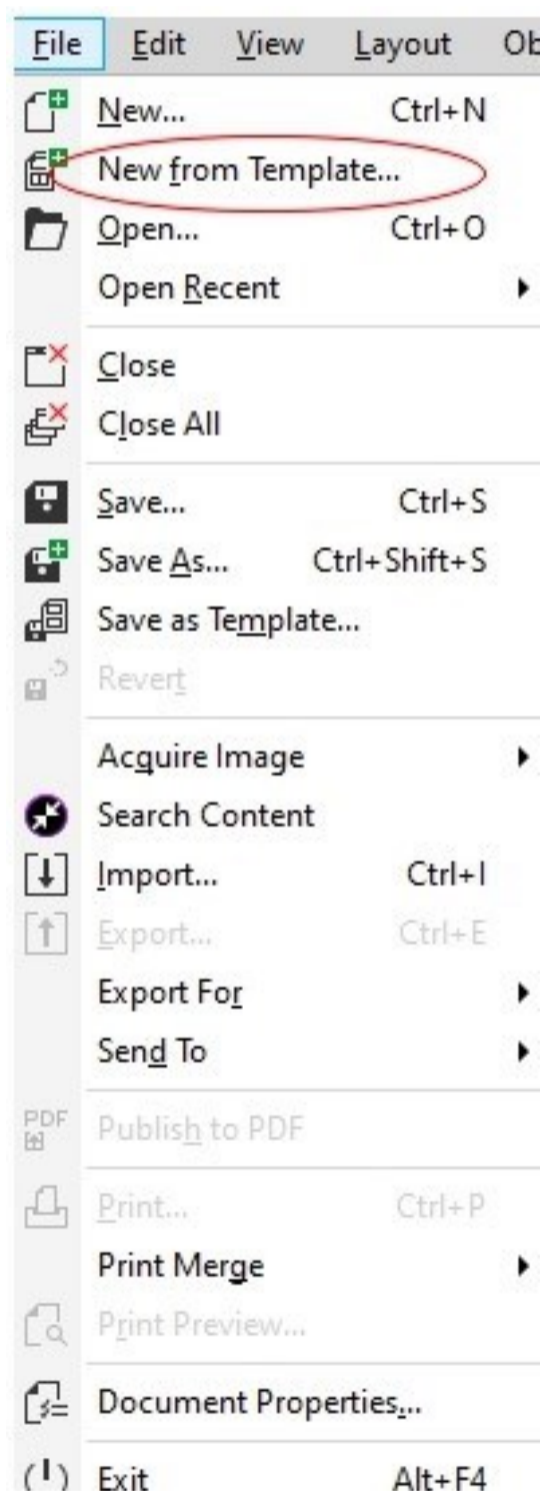 File Edit View Layout Ob
New... Ctrl+N
New from Template...
Open... Ctrl+O
Open Recent
Close
Close All
Save... Ctrl+S
Save As... Ctrl+Shift+S
Save as Template...
Revert
Acquire Image
Search Content
Import... Ctrl+I
Export... Ctrl+E
Export For
Send To
PDF Publish to PDF
Print... Ctrl+P
Print Merge
Print Preview...
Document Properties...
Exit Alt+F4